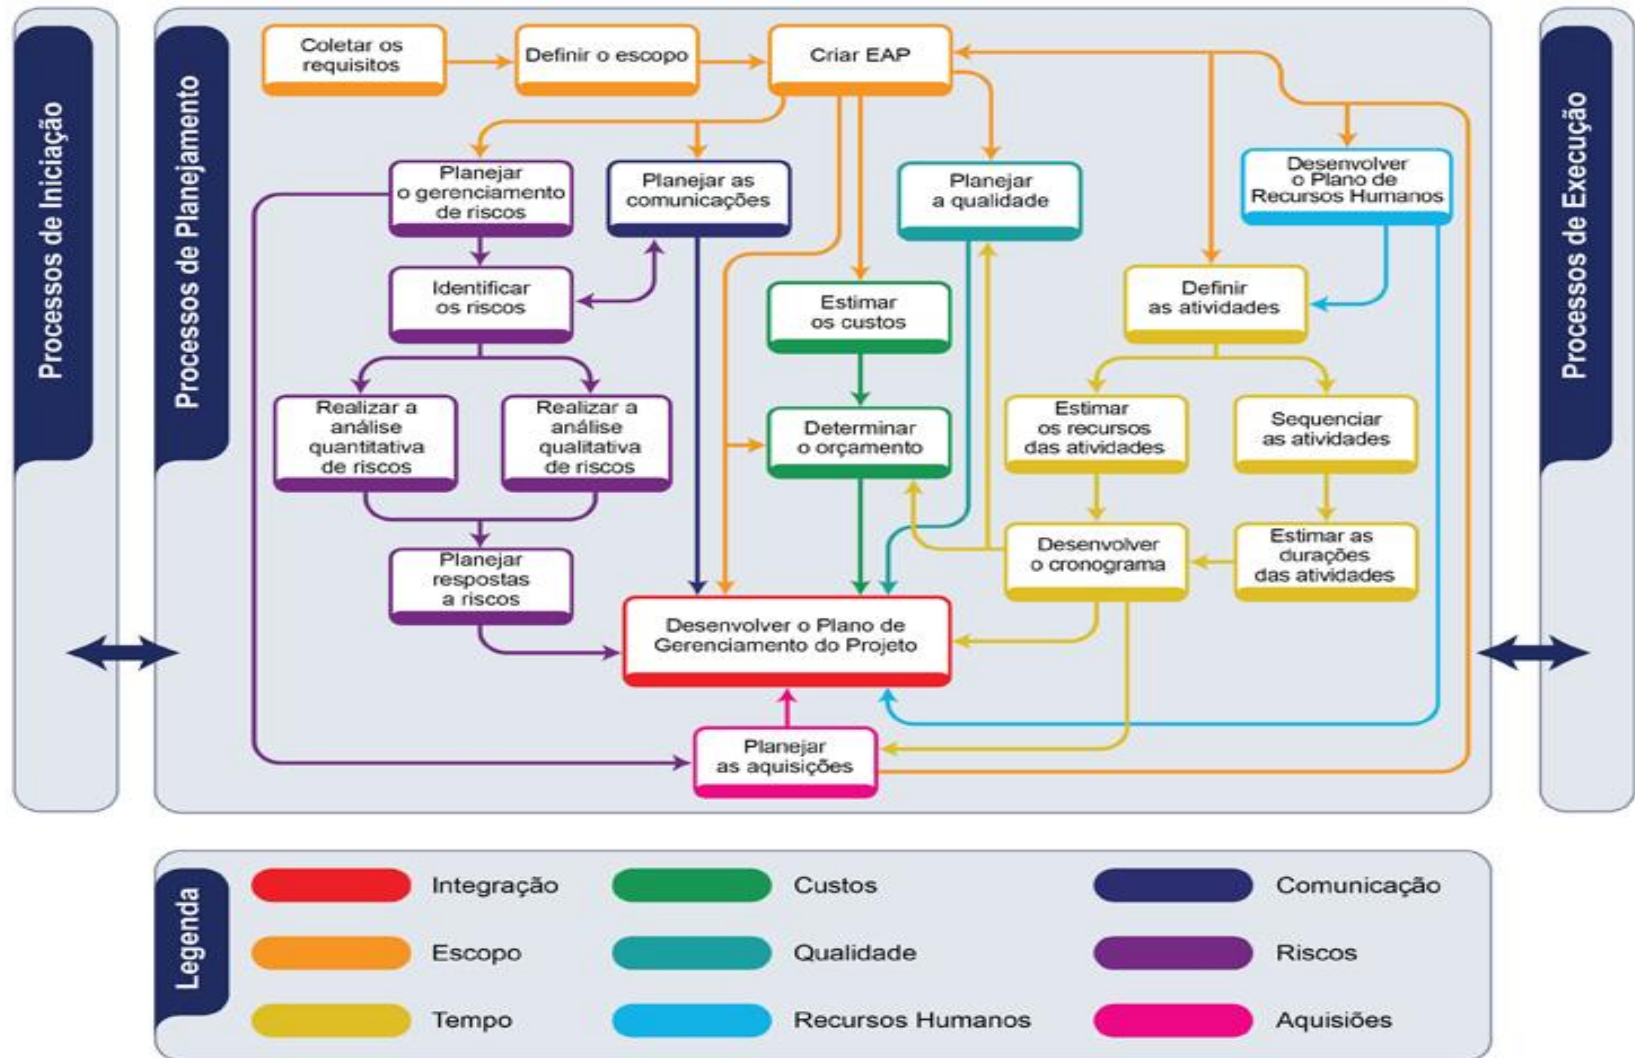 Processos de Iniciação
Processos de Planejamento
Coletar os
requisitos
Definir o escopo
Criar EAP
Planejar
o gerenciamento
de riscos
Planejar as
comunicações
Planejar
a qualidade
Desenvolver
o Plano de
Recursos Humanos
Identificar
os riscos
Estimar
os custos
Definir
as atividades
Realizar a
análise
quantitativa
de riscos
Realizar a
análise
qualitativa
de riscos
Determinar
o orçamento
Estimar
os recursos
das atividades
Sequenciar
as atividades
Planejar
respostas
a riscos
Desenvolver
o cronograma
Estimar as
durações
das atividades
Desenvolver o Plano de
Gerenciamento do Projeto
Planejar
as aquisições
Processos de Execução
Legenda
Integração
Custos
Comunicação
Escopo
Qualidade
Riscos
Tempo
Recursos Humanos
Aquisiões